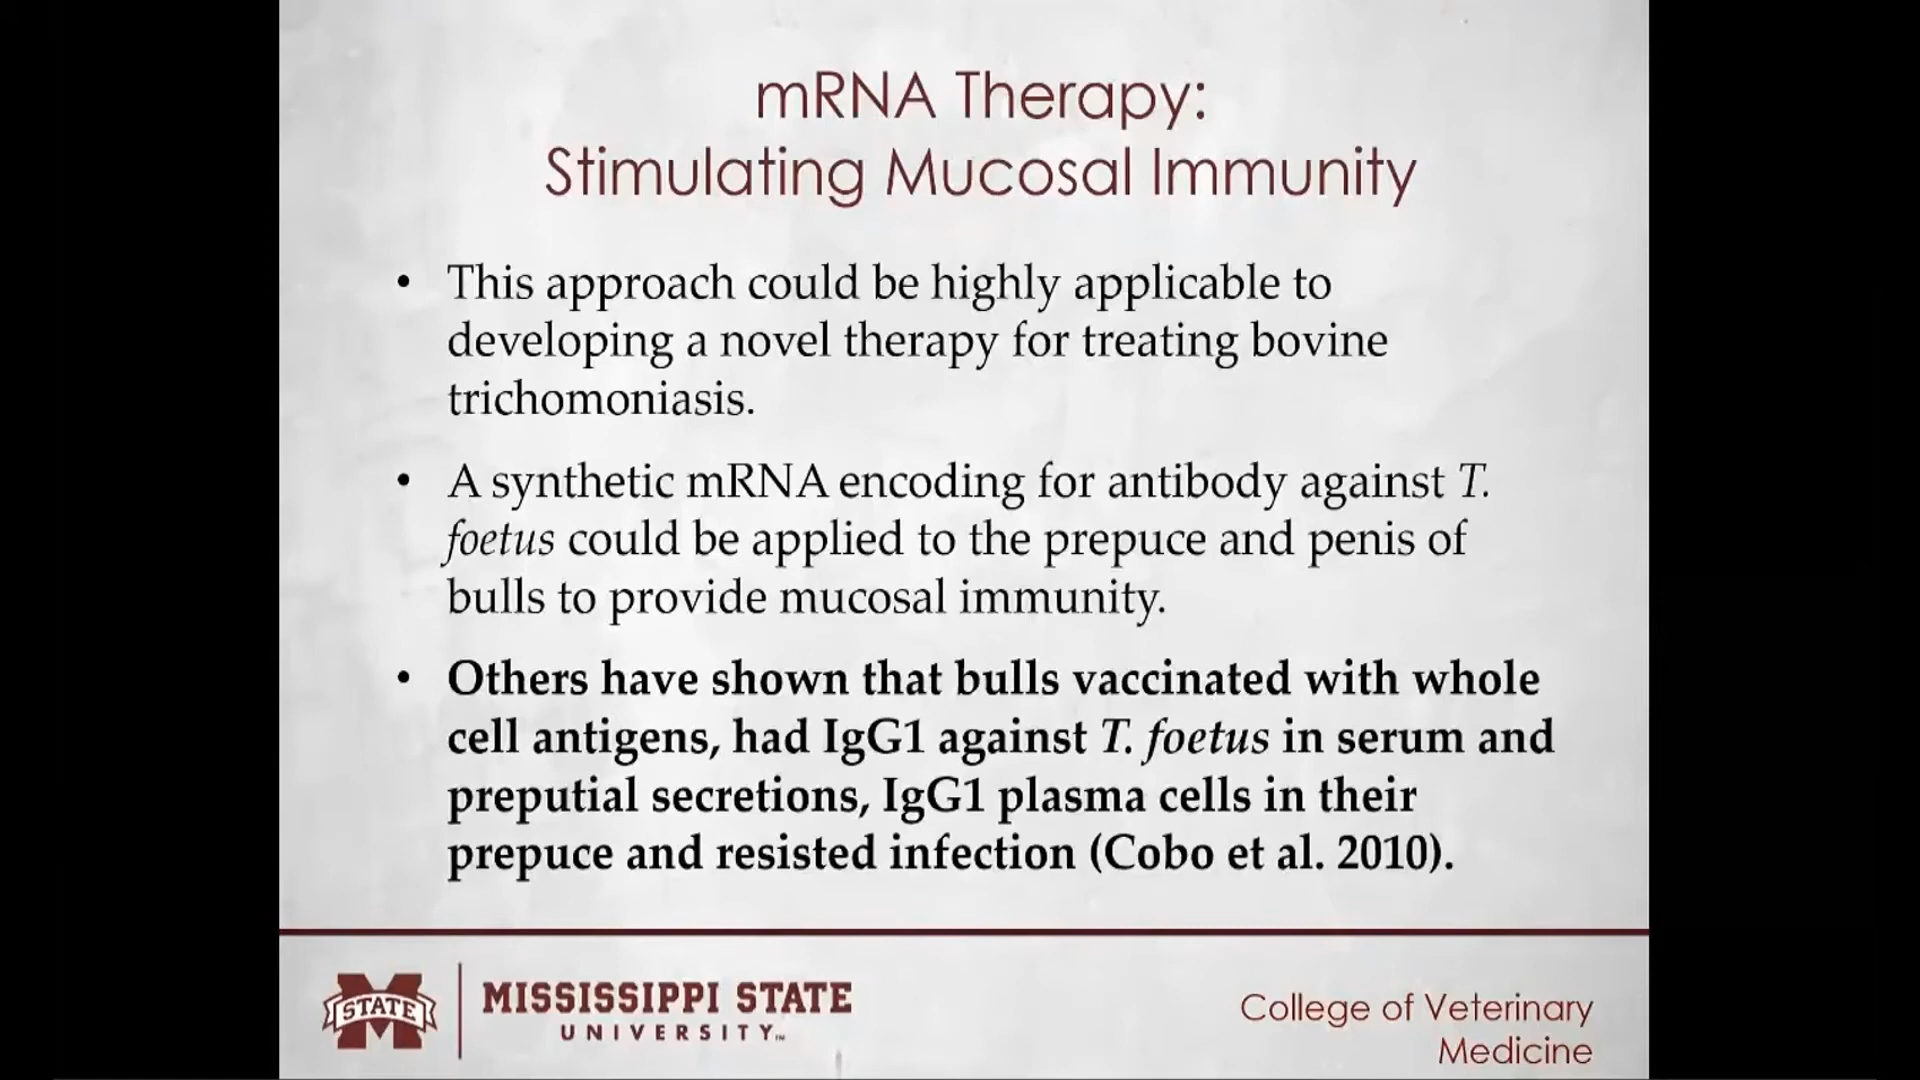 mRNA Therapy:
Stimulating Mucosal Immunity
• This approach could be highly applicable to
developing a novel therapy for treating bovine
trichomoniasis.
• A synthetic mRNA encoding for antibody against T.
foetus could be applied to the prepuce and penis of
bulls to provide mucosal immunity.
• Others have shown that bulls vaccinated with whole
cell antigens, had IgG1 against T. foetus in serum and
preputial secretions, IgG1 plasma cells in their
prepuce and resisted infection (Cobo et al. 2010).
STATE
MISSISSIPPI STATE
UNIVERSITY™
College of Veterinary
Medicine